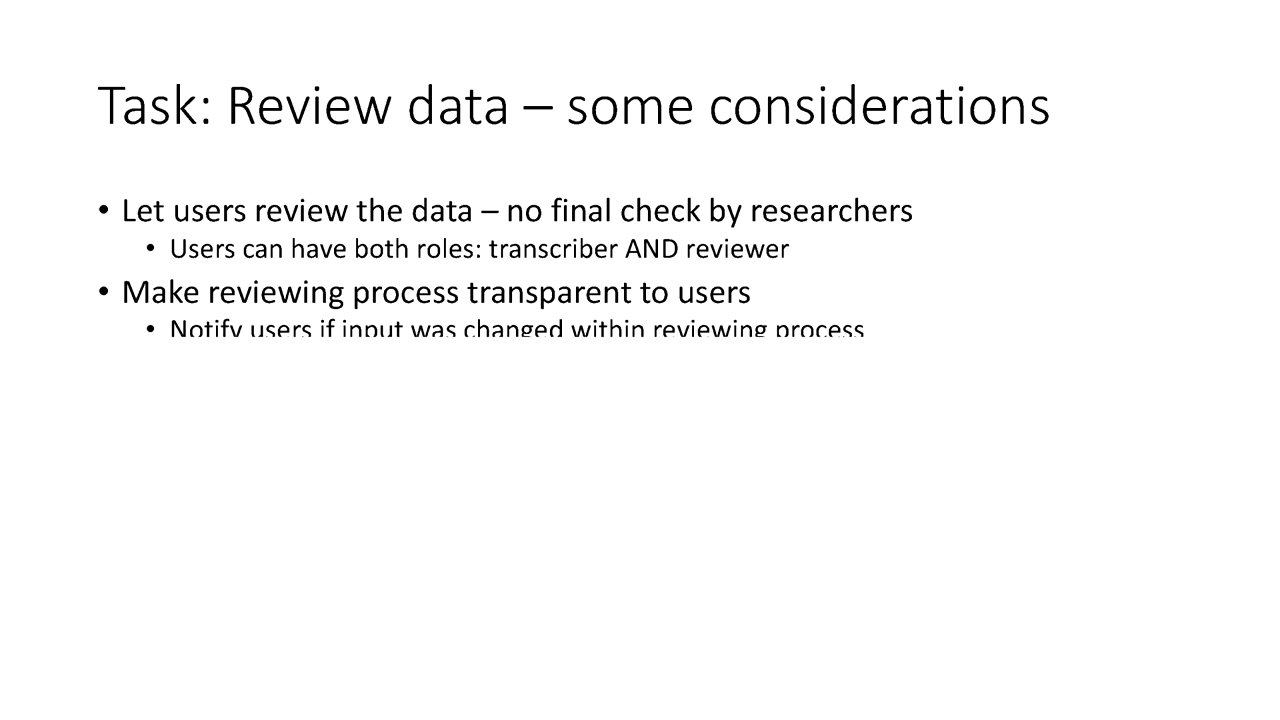 Task: Review data – some considerations
• Let users review the data – no final check by researchers
• Users can have both roles: transcriber AND reviewer
• Make reviewing process transparent to users
• Notify users if input was changed within reviewing process